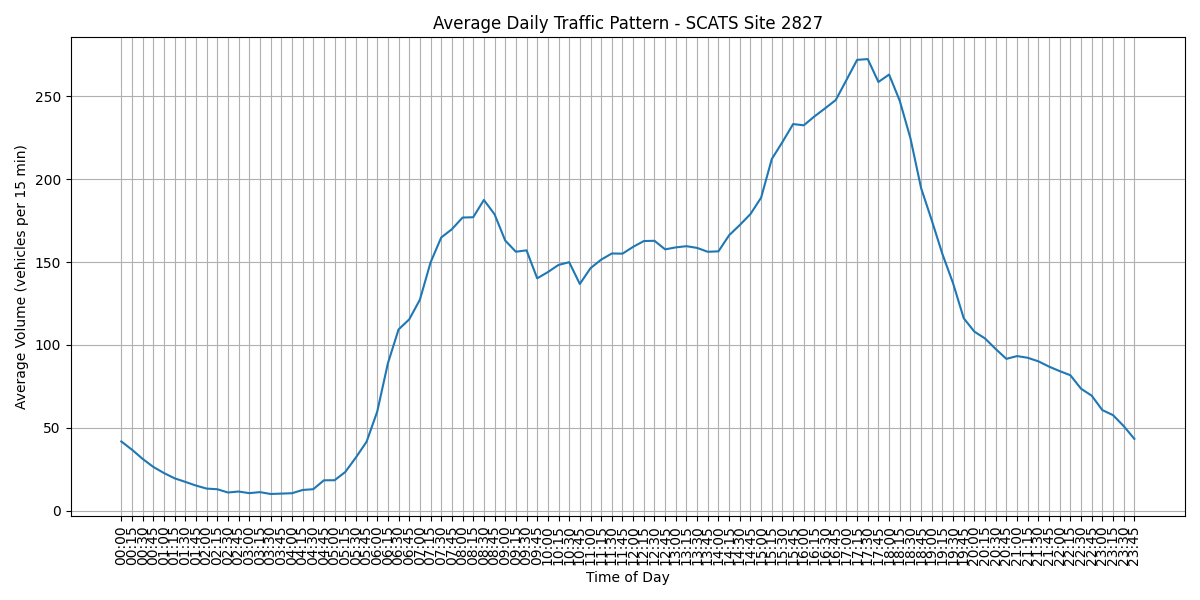 Average Daily Traffic Pattern - SCATS Site 2827
Average Volume (vehicles per 15 min)
250
200
150
100
50
0
00:00 00:15 00:30 00:45 01:00 01:15 01:30 01:45 02:00 02:15 02:30 02:45 03:00 03:15 03:30 03:45 04:00 04:15 04:30 04:45 05:00 05:15 05:30 05:45 06:00 06:15 06:30 06:45 07:00 07:15 07:30 07:45 08:00 08:15 08:30 08:45 09:00 09:15 09:30 09:45 10:00 10:15 10:30 10:45 11:00 11:15 11:30 11:45 12:00 12:15 12:30 12:45 13:00 13:15 13:30 13:45 14:00 14:15 14:30 14:45 15:00 15:15 15:30 15:45 16:00 16:15 16:30 16:45 17:00 17:15 17:30 17:45 18:00 18:15 18:30 18:45 19:00 19:15 19:30 19:45 20:00 20:15 20:30 20:45 21:00 21:15 21:30 21:45 22:00 22:15 22:30 22:45 23:00 23:15 23:30 23:45
Time of Day